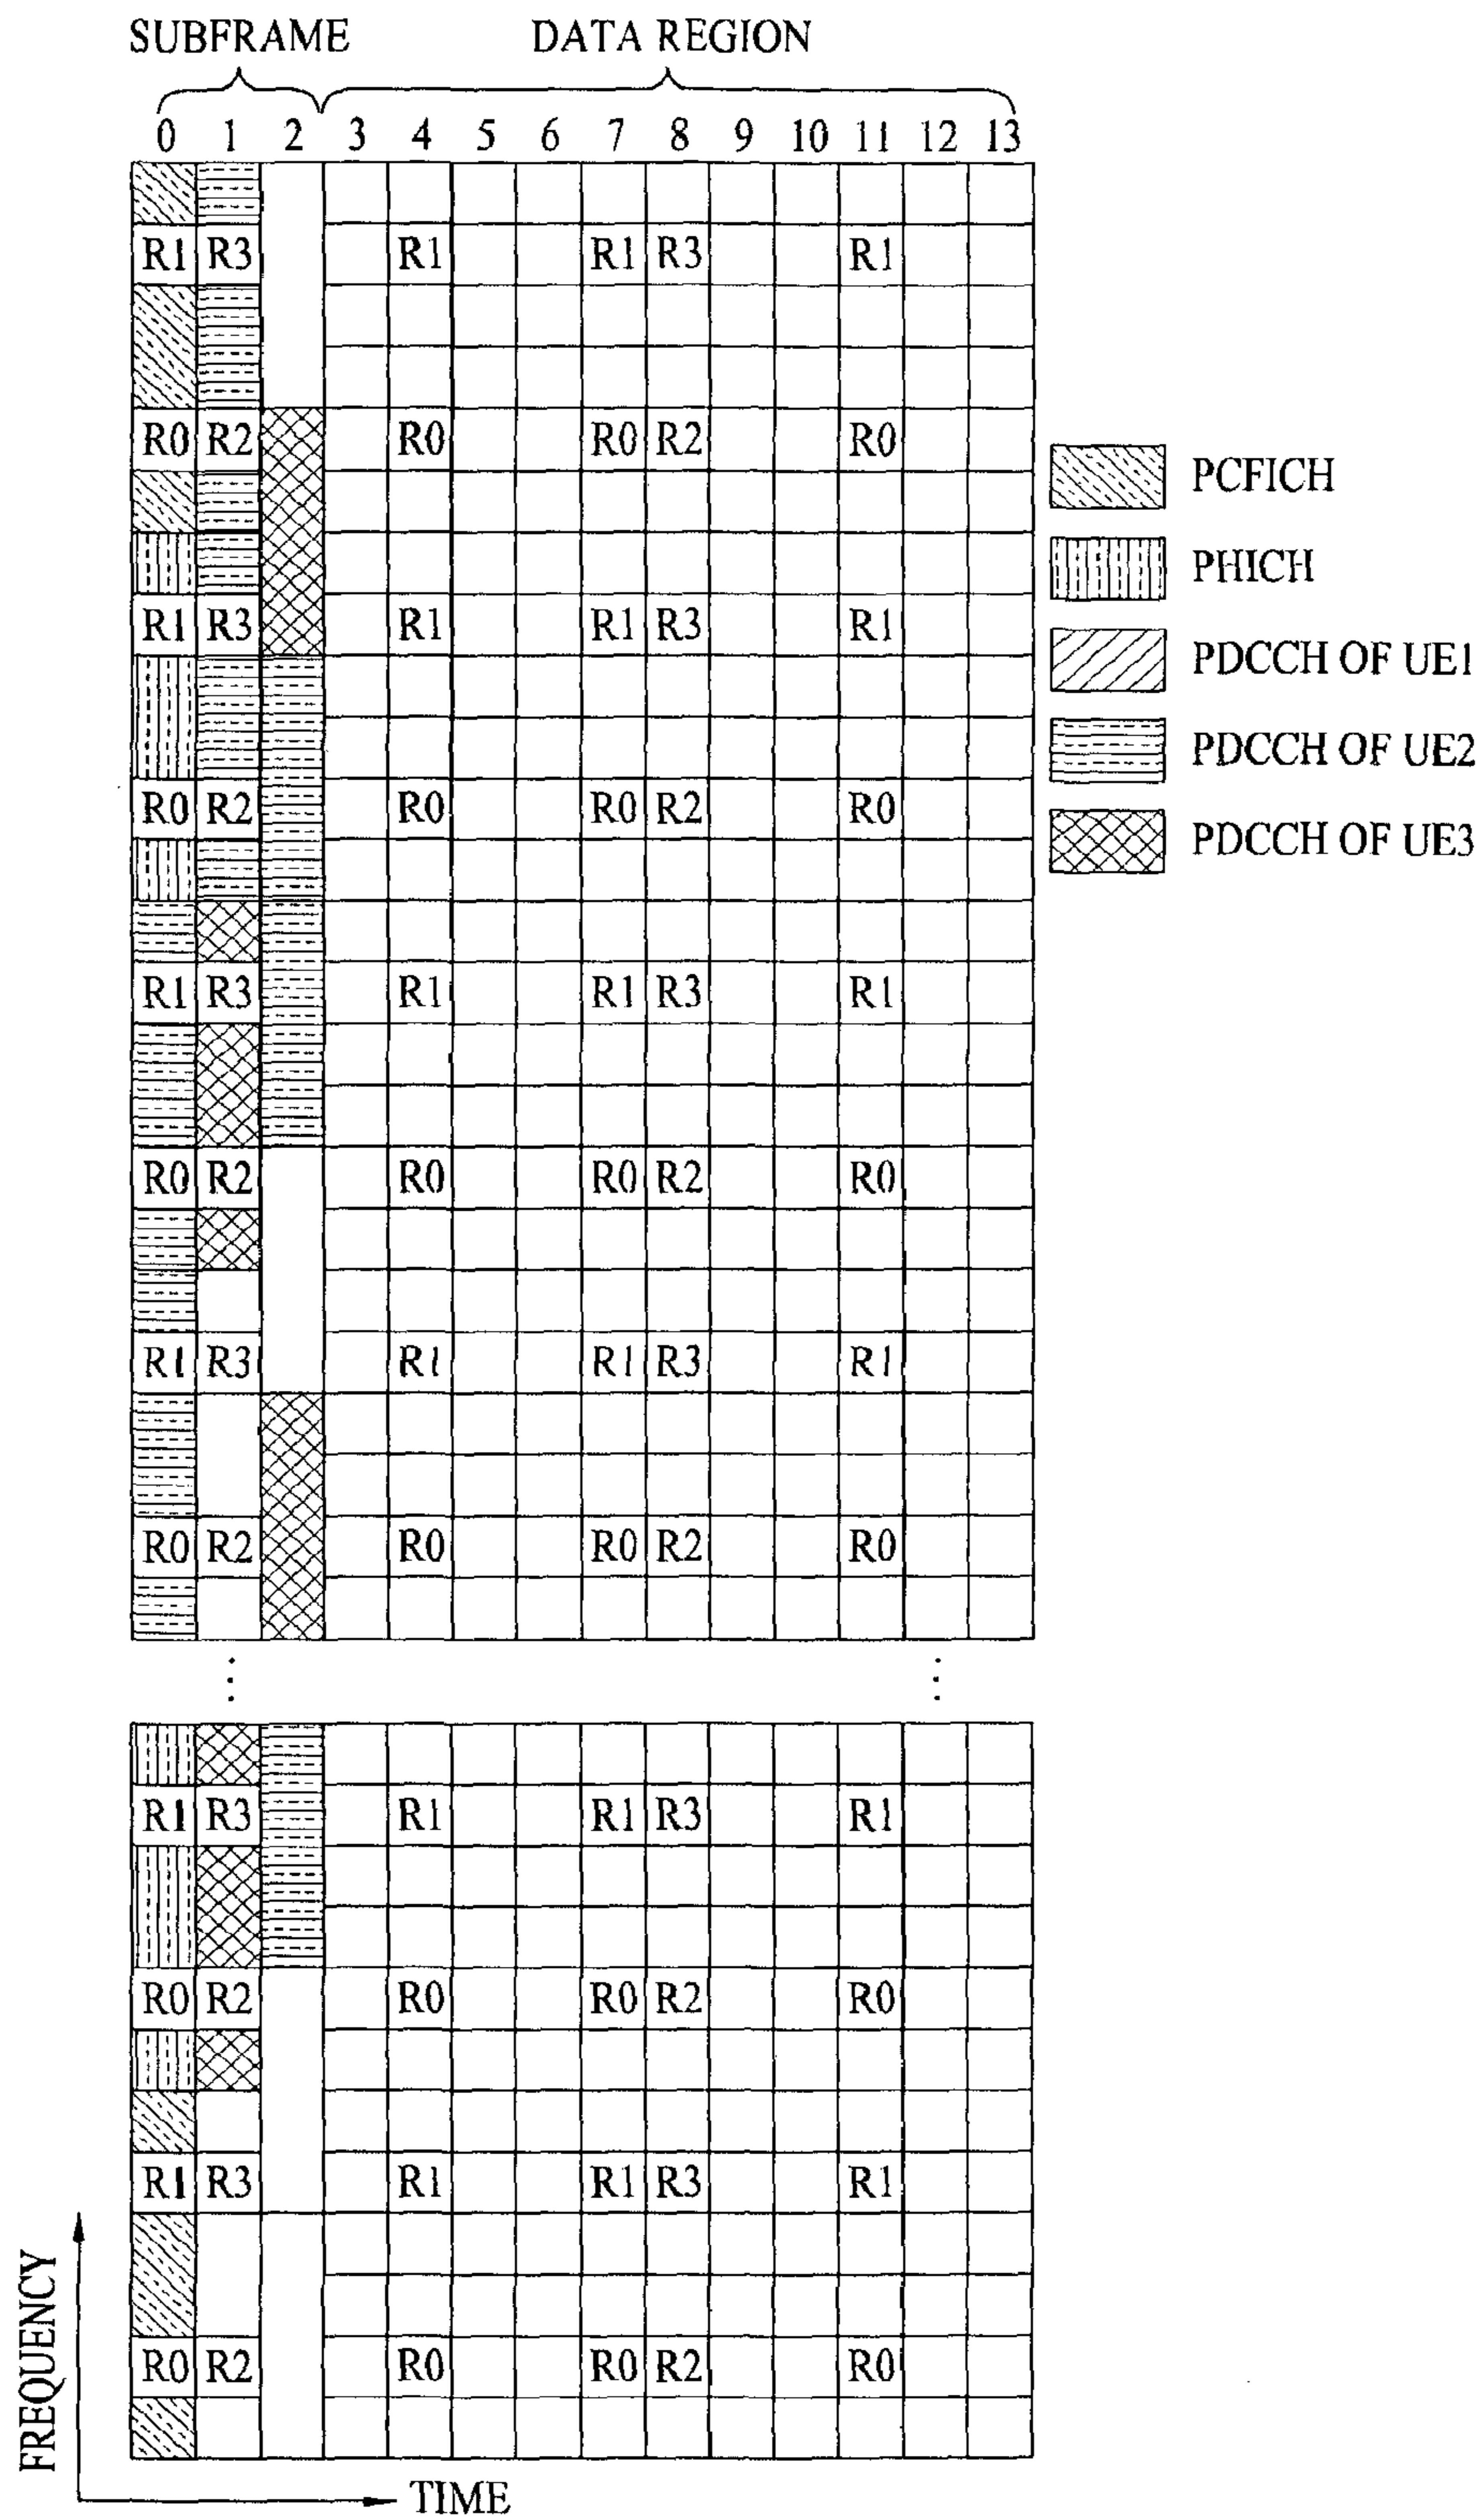 SUBFRAME DATA REGION
0 1 2 3 4 5 6 7 8 9 10 11 12 13
R1 R3 R1 R1 R3 R1
R0 R2 R0 R0 R2 R0
PCFICH
PHICH
R1 R3 R1 R1 R3 R1
PDCCH OF UE1
PDCCH OF UE2
R0 R2 R0 R0 R2 R0
PDCCH OF UE3
R1 R3 R1 R1 R3 R1
R0 R2 R0 R0 R2 R0
R1 R3 R1 R1 R3 R1
R0 R2 R0 R0 R2 R0
R1 R3 R1 R1 R3 R1
R0 R2 R0 R0 R2 R0
R1 R3 R1 R1 R3 R1
R0 R2 R0 R0 R2 R0
FREQUENCY
TIME